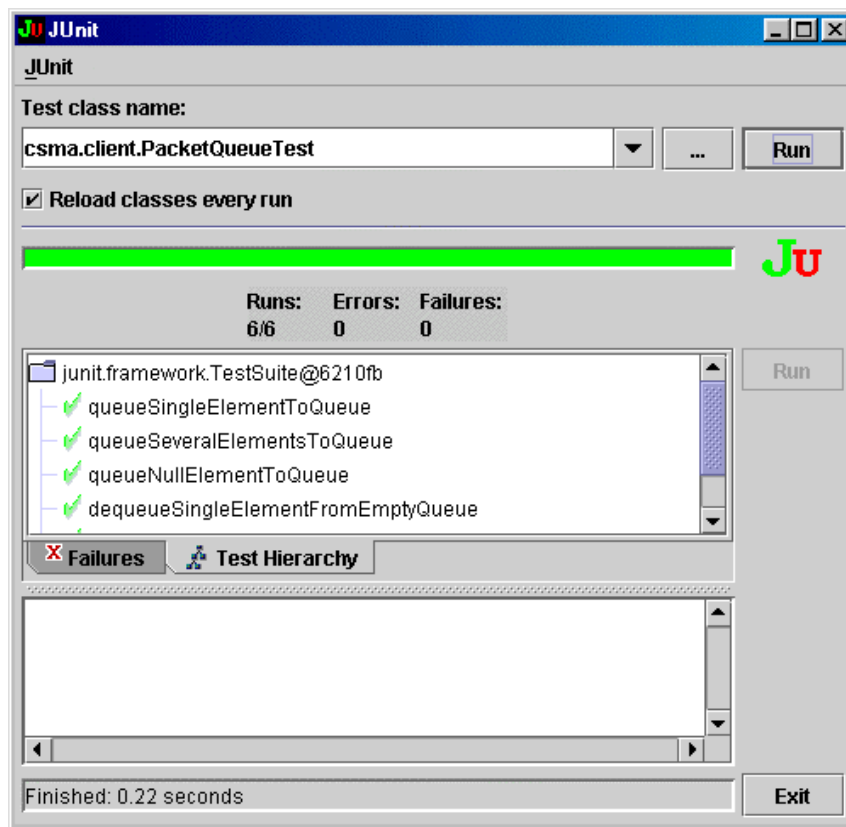 JU JUnit
JUnit
Test class name:
csma.client.PacketQueueTest ... Run
Reload classes every run
JU
Runs: Errors: Failures:
6/6 0 0
junit.framework.TestSuite@6210fb Run
queueSingleElementToQueue
queueSeveralElementsToQueue
queueNullElementToQueue
dequeueSingleElementFromEmptyQueue
X Failures Test Hierarchy
Finished: 0.22 seconds Exit